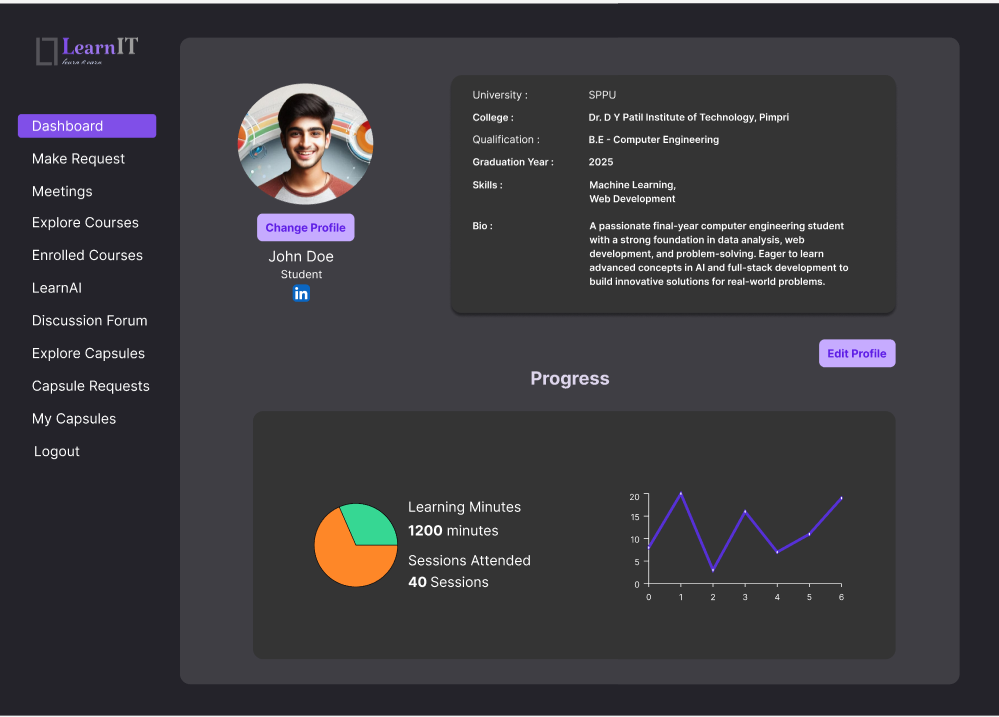 LearnIT
learn & earn
Dashboard
Make Request
Meetings
Explore Courses
Enrolled Courses
LearnAI
Discussion Forum
Explore Capsules
Capsule Requests
My Capsules
Logout
Change Profile
John Doe
Student
in
University : SPPU
College : Dr. D Y Patil Institute of Technology, Pimpri
Qualification : B.E - Computer Engineering
Graduation Year : 2025
Skills : Machine Learning,
Web Development
Bio : A passionate final-year computer engineering student
with a strong foundation in data analysis, web
development, and problem-solving. Eager to learn
advanced concepts in AI and full-stack development to
build innovative solutions for real-world problems.
Edit Profile
Progress
Learning Minutes
1200 minutes
Sessions Attended
40 Sessions
20
15
10
5
0
0 1 2 3 4 5 6